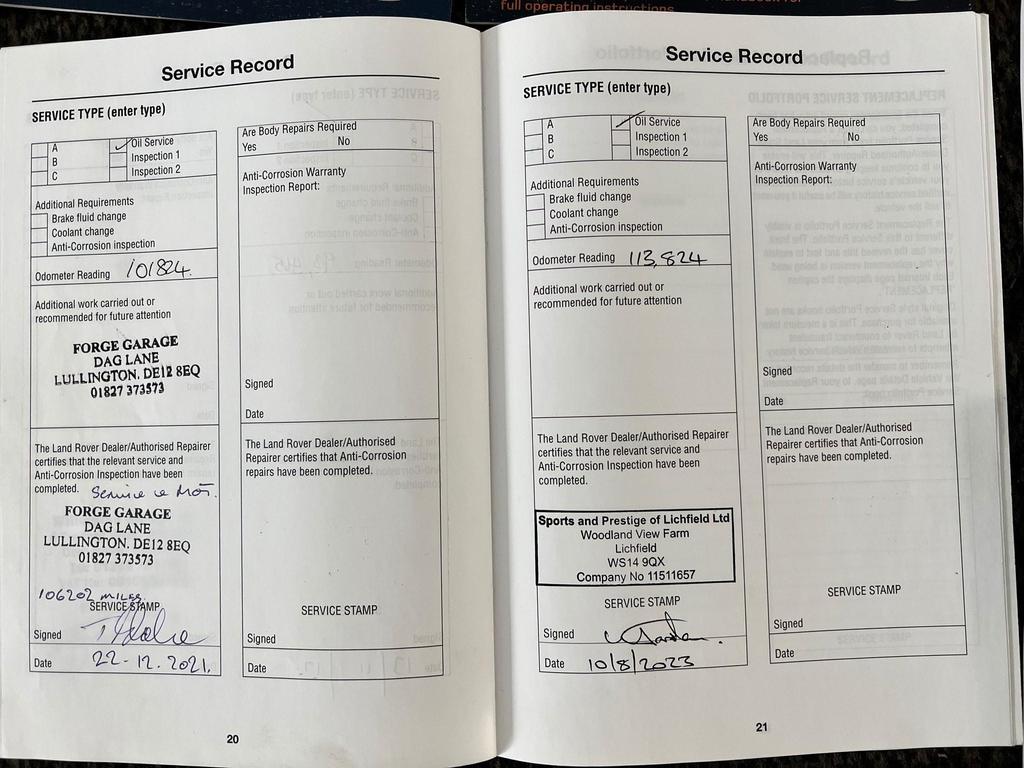 full operating instructions.
Service Record
SERVICE TYPE (enter type)
A
B
C
Oil Service
Inspection 1
Inspection 2
Additional Requirements
Brake fluid change
Coolant change
Anti-Corrosion inspection
Odometer Reading 101824.
Additional work carried out or
recommended for future attention
FORGE GARAGE
DAG LANE
LULLINGTON. DE12 8EQ
01827 373573
The Land Rover Dealer/Authorised Repairer
certifies that the relevant service and
Anti-Corrosion Inspection have been
completed. Service & MOT.
FORGE GARAGE
DAG LANE
LULLINGTON. DE12 8EQ
01827 373573
106202 MILES
SERVICE STAMP
Signed
Date 22-12.2021.
Are Body Repairs Required
Yes No
Anti-Corrosion Warranty
Inspection Report:
Signed
Date
The Land Rover Dealer/Authorised
Repairer certifies that Anti-Corrosion
repairs have been completed.
SERVICE STAMP
Signed
Date
20
Service Record
SERVICE TYPE (enter type)
A
B
C
Oil Service
Inspection 1
Inspection 2
Additional Requirements
Brake fluid change
Coolant change
Anti-Corrosion inspection
Odometer Reading 113,824
Additional work carried out or
recommended for future attention
The Land Rover Dealer/Authorised Repairer
certifies that the relevant service and
Anti-Corrosion Inspection have been
completed.
Sports and Prestige of Lichfield Ltd
Woodland View Farm
Lichfield
WS14 9QX
Company No 11511657
SERVICE STAMP
Signed
Date 10/8/2023
Are Body Repairs Required
Yes No
Anti-Corrosion Warranty
Inspection Report:
Signed
Date
The Land Rover Dealer/Authorised
Repairer certifies that Anti-Corrosion
repairs have been completed.
SERVICE STAMP
Signed
Date
21